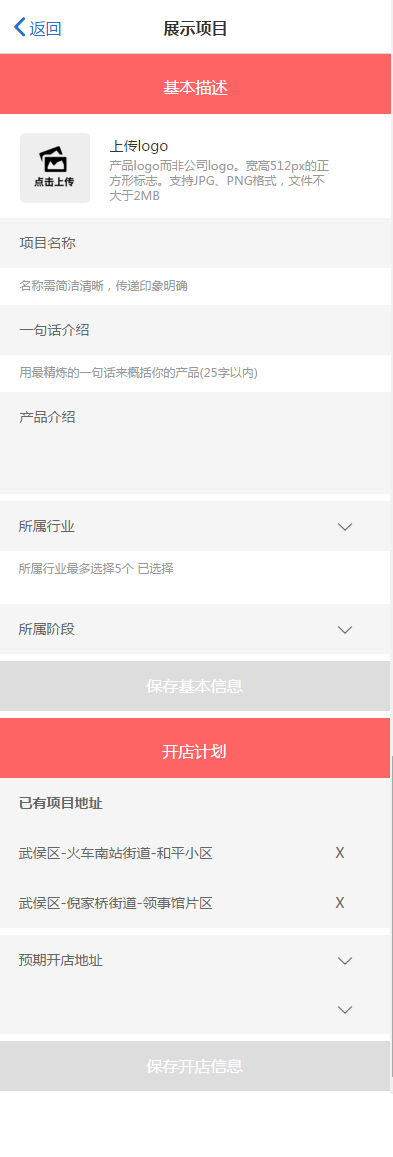 返回
展示项目
基本描述
点击上传
上传logo
产品logo而非公司logo。宽高512px的正
方形标志。支持JPG、PNG格式，文件不
大于2MB
项目名称
名称需简洁清晰，传递印象明确
一句话介绍
用最精炼的一句话来概括你的产品(25字以内)
产品介绍
所属行业
所属行业最多选择5个 已选择
所属阶段
保存基本信息
开店计划
已有项目地址
武侯区-火车南站街道-和平小区 X
武侯区-倪家桥街道-领事馆片区 X
预期开店地址
保存开店信息